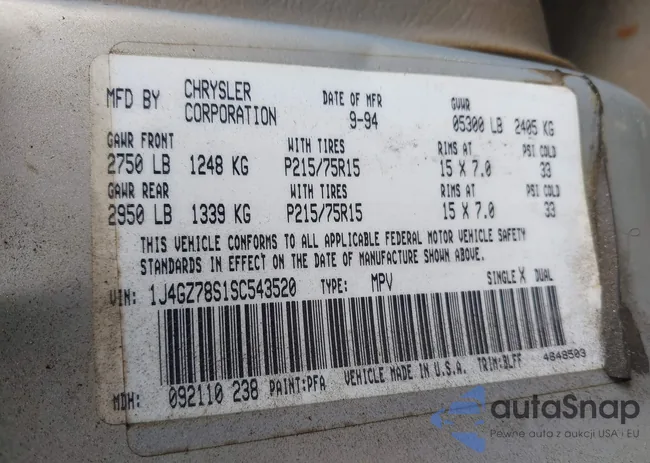 MFD BY CHRYSLER CORPORATION DATE OF MFR 9-94 GVWR 05300 LB 2405 KG
GAWR FRONT WITH TIRES RIMS AT PSI COLD
2750 LB 1248 KG P215/75R15 15 X 7.0 33
GAWR REAR WITH TIRES RIMS AT PSI COLD
2950 LB 1339 KG P215/75R15 15 X 7.0 33
THIS VEHICLE CONFORMS TO ALL APPLICABLE FEDERAL MOTOR VEHICLE SAFETY
STANDARDS IN EFFECT ON THE DATE OF MANUFACTURE SHOWN ABOVE.
VIN: 1J4GZ78S1SC543520 TYPE: MPV SINGLE X DUAL
MDH: 092110 238 PAINT:PFA VEHICLE MADE IN U.S.A. TRIM:BLFF 4648503
autaSnap
Pewne auta z aukcji USA i EU